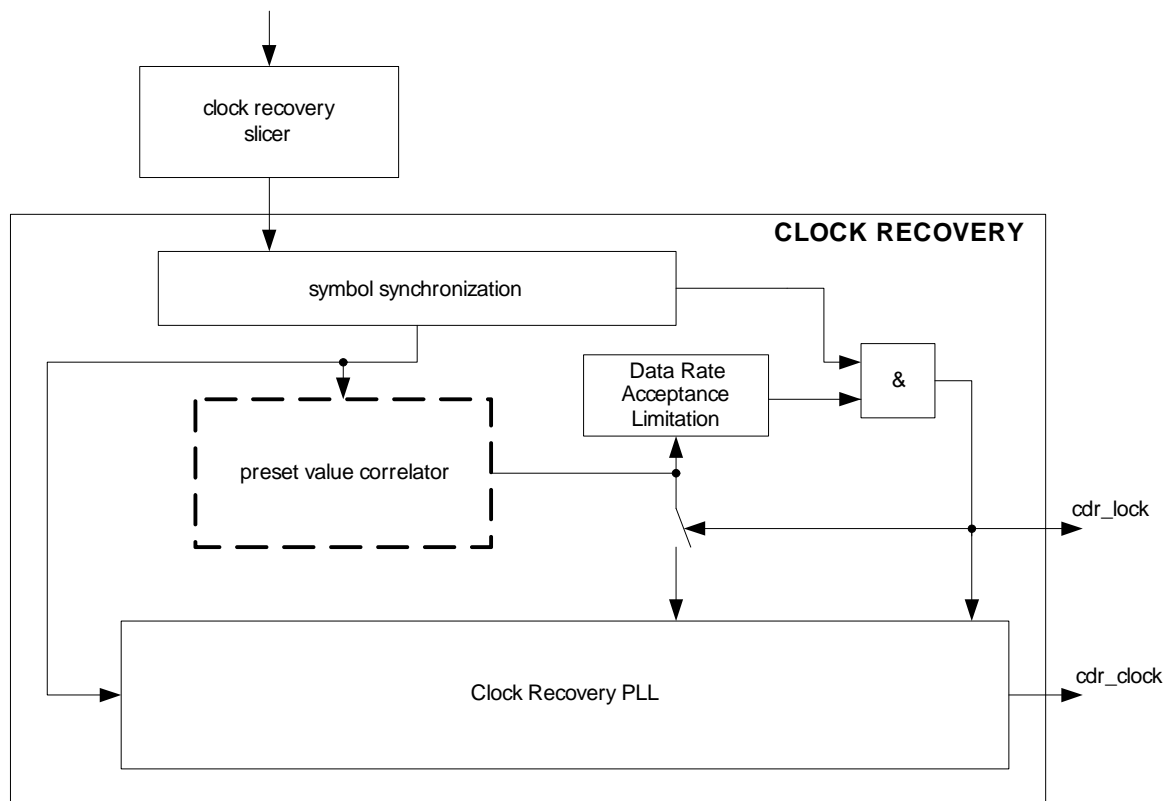 clock recovery
slicer
CLOCK RECOVERY
symbol synchronization
Data Rate
Acceptance
Limitation
&
preset value correlator
cdr_lock
Clock Recovery PLL
cdr_clock